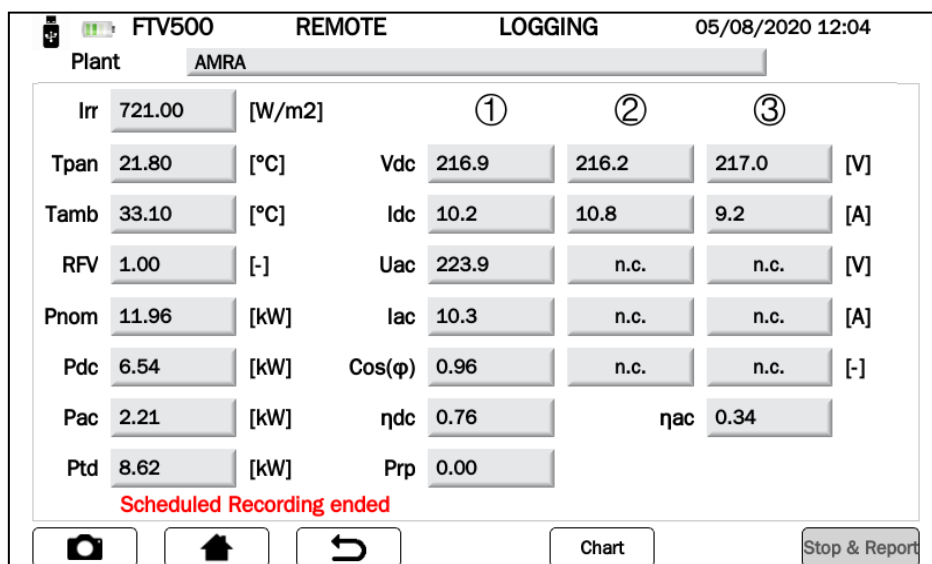 FTV500 REMOTE LOGGING 05/08/2020 12:04
Plant AMRA
Irr 721.00 [W/m2] ① ② ③
Tpan 21.80 [°C] Vdc 216.9 216.2 217.0 [V]
Tamb 33.10 [°C] Idc 10.2 10.8 9.2 [A]
RFV 1.00 [-] Uac 223.9 n.c. n.c. [V]
Pnom 11.96 [kW] Iac 10.3 n.c. n.c. [A]
Pdc 6.54 [kW] Cos(φ) 0.96 n.c. n.c. [-]
Pac 2.21 [kW] ηdc 0.76 ηac 0.34
Ptd 8.62 [kW] Prp 0.00
Scheduled Recording ended
Chart Stop & Report